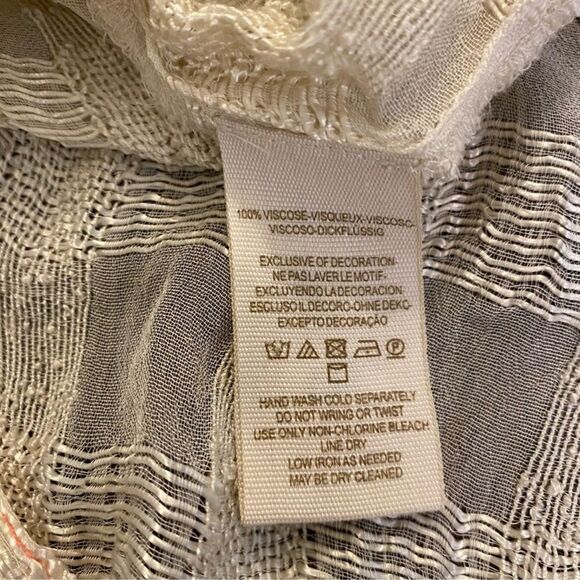 100% VISCOSE-VISQUEUX-VISCOSO-
VISCOSO-DICKFLÜSSIG
EXCLUSIVE OF DECORATION-
NE PAS LAVER LE MOTIF-
EXCLUYENDO LA DECORACION
ESCLUSO IL DECORO-OHNE DEKO-
EXCEPTO DECORAÇÃO
HAND WASH COLD SEPARATELY
DO NOT WRING OR TWIST
USE ONLY NON-CHLORINE BLEACH
LINE DRY
LOW IRON AS NEEDED
MAY BE DRY CLEANED